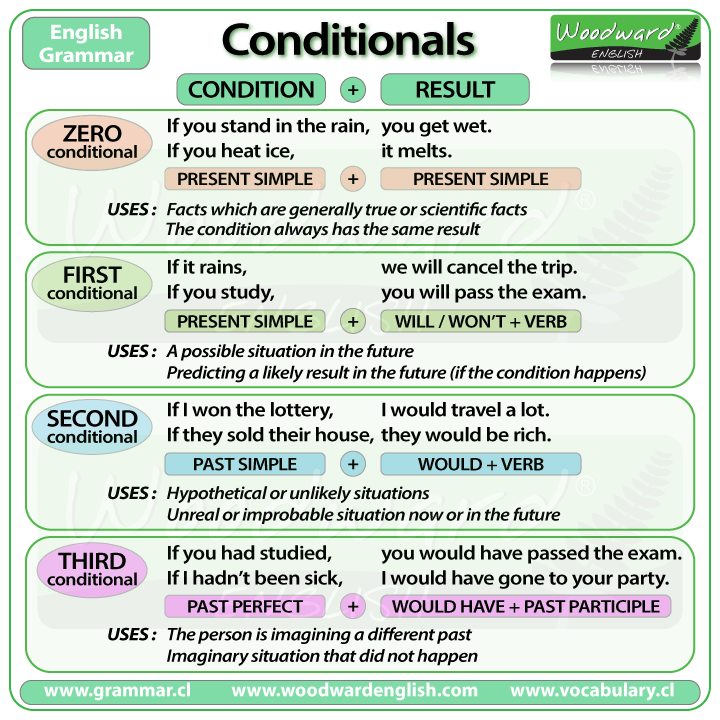 English
Grammar
Conditionals
Woodward®
ENGLISH
CONDITION + RESULT
ZERO
conditional
If you stand in the rain, you get wet.
If you heat ice, it melts.
PRESENT SIMPLE + PRESENT SIMPLE
USES : Facts which are generally true or scientific facts
The condition always has the same result
FIRST
conditional
If it rains, we will cancel the trip.
If you study, you will pass the exam.
PRESENT SIMPLE + WILL / WON'T + VERB
USES : A possible situation in the future
Predicting a likely result in the future (if the condition happens)
SECOND
conditional
If I won the lottery, I would travel a lot.
If they sold their house, they would be rich.
PAST SIMPLE + WOULD + VERB
USES : Hypothetical or unlikely situations
Unreal or improbable situation now or in the future
THIRD
conditional
If you had studied, you would have passed the exam.
If I hadn't been sick, I would have gone to your party.
PAST PERFECT + WOULD HAVE + PAST PARTICIPLE
USES : The person is imagining a different past
Imaginary situation that did not happen
www.grammar.cl www.woodwardenglish.com www.vocabulary.cl